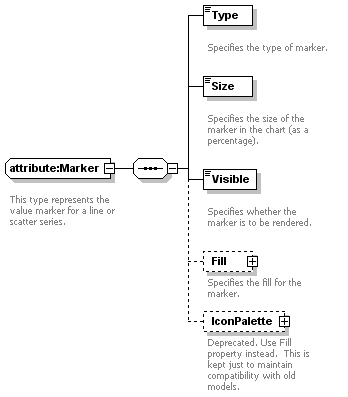 Type
Specifies the type of marker.
Size
Specifies the size of the
marker in the chart (as a
percentage).
attribute:Marker
This type represents the
value marker for a line or
scatter series.
Visible
Specifies whether the
marker is to be rendered.
Fill
Specifies the fill for the
marker.
IconPalette
Deprecated. Use Fill
property instead.  This is
kept just to maintain
compatibility with old
models.